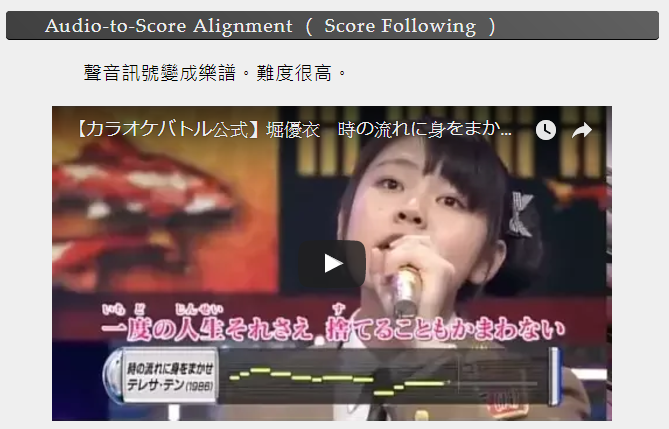 Audio-to-Score Alignment ( Score Following )
聲音訊號變成樂譜。難度很高。
【カラオケバトル公式】堀優衣 時の流れに身をまか...
いちど じんせい す
一度の人生それさえ 捨てることもかまわない
時の流れに身をまかせ
テレサ・テン(1986)